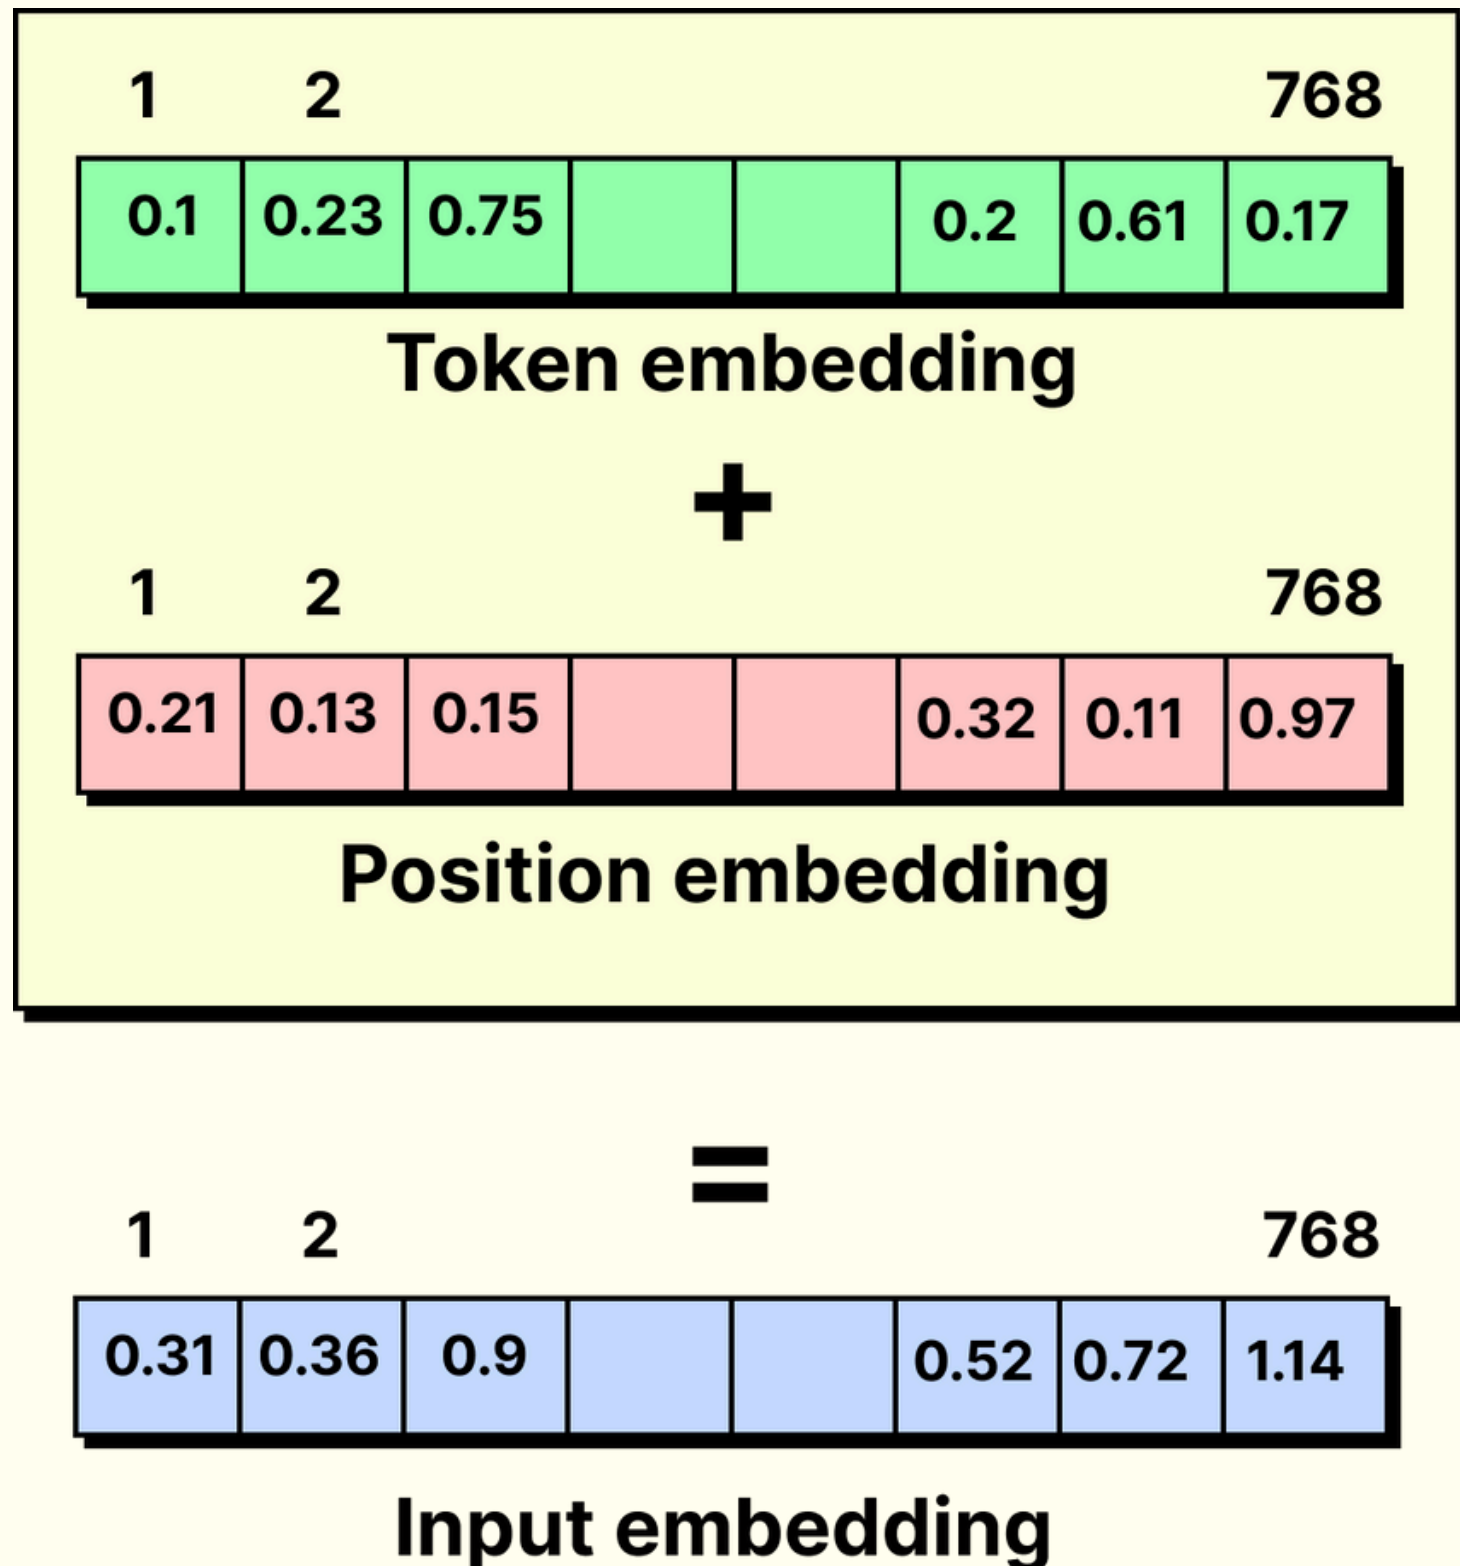 1 2 768
0.1 0.23 0.75 0.2 0.61 0.17
Token embedding
+
1 2 768
0.21 0.13 0.15 0.32 0.11 0.97
Position embedding
=
1 2 768
0.31 0.36 0.9 0.52 0.72 1.14
Input embedding